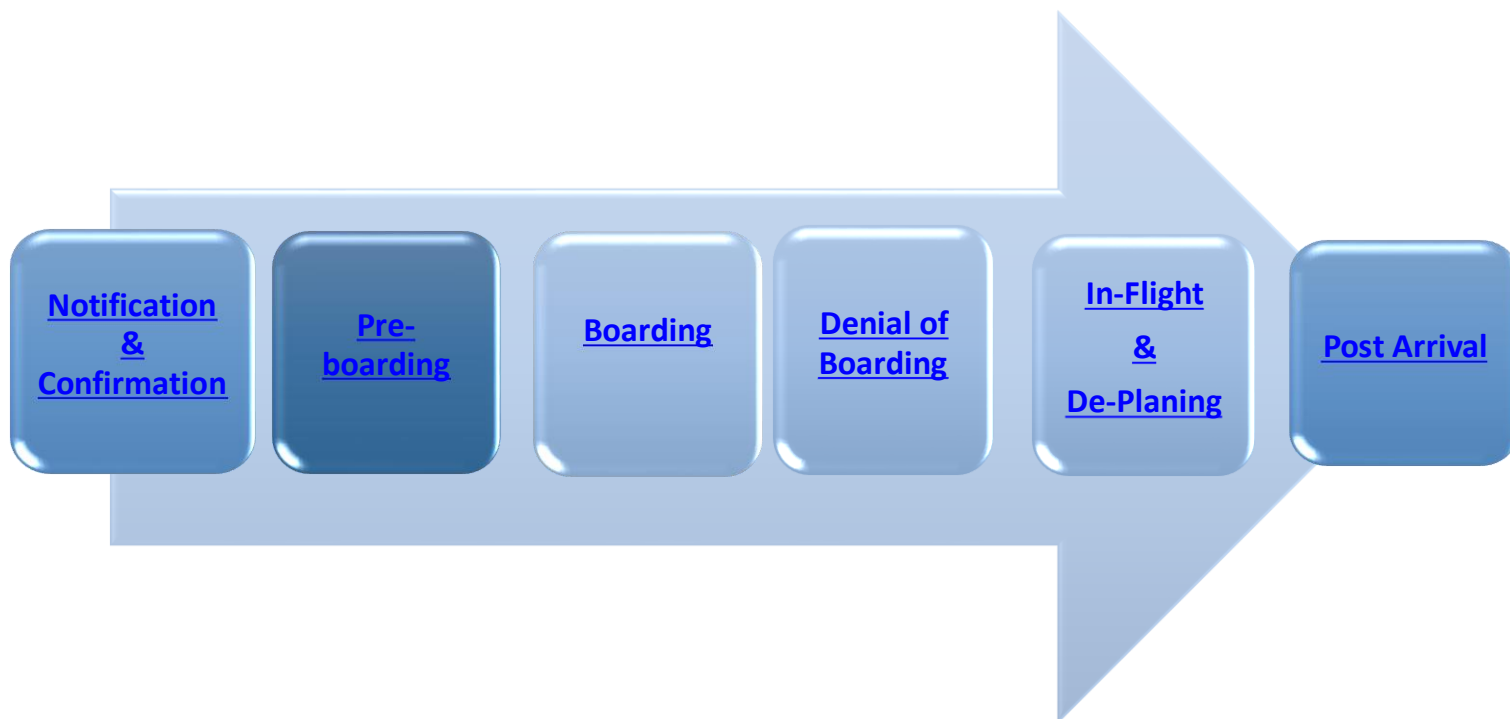 Notification
&
Confirmation
Pre-
boarding
Boarding
Denial of
Boarding
In-Flight
&
De-Planing
Post Arrival